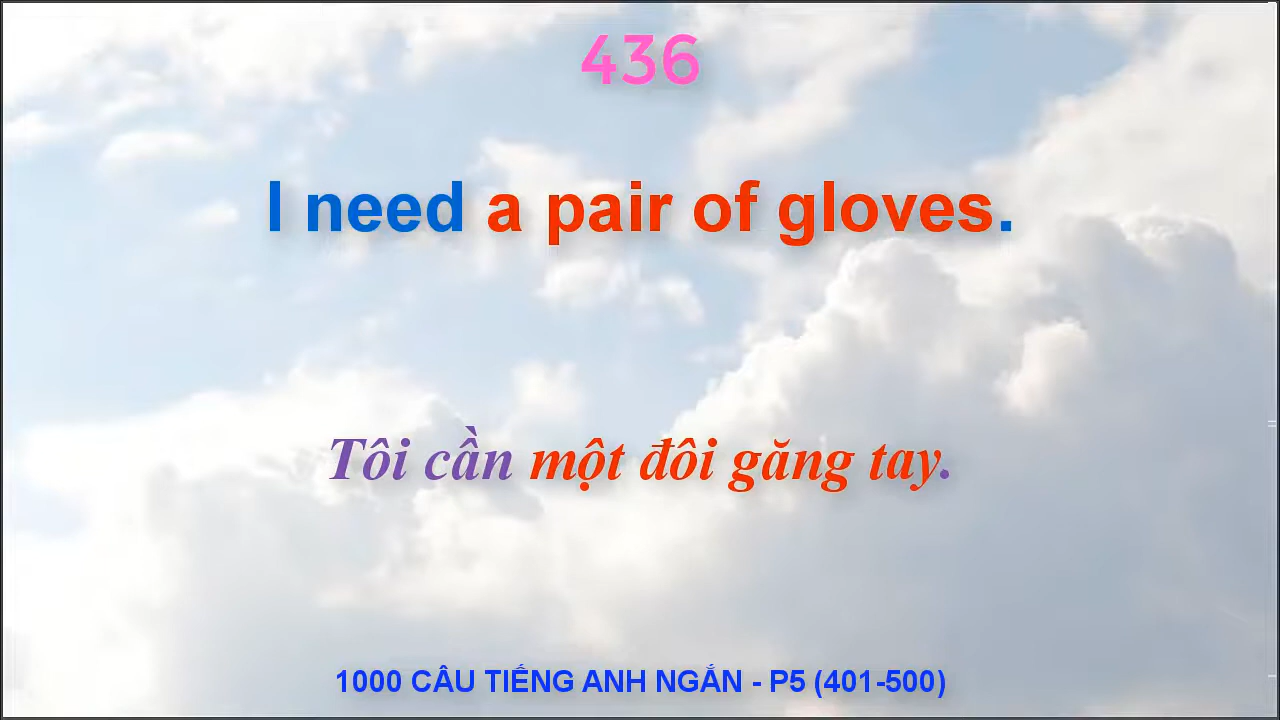 436
I need a pair of gloves.
Tôi cần một đôi găng tay.
1000 CÂU TIẾNG ANH NGẮN - P5 (401-500)